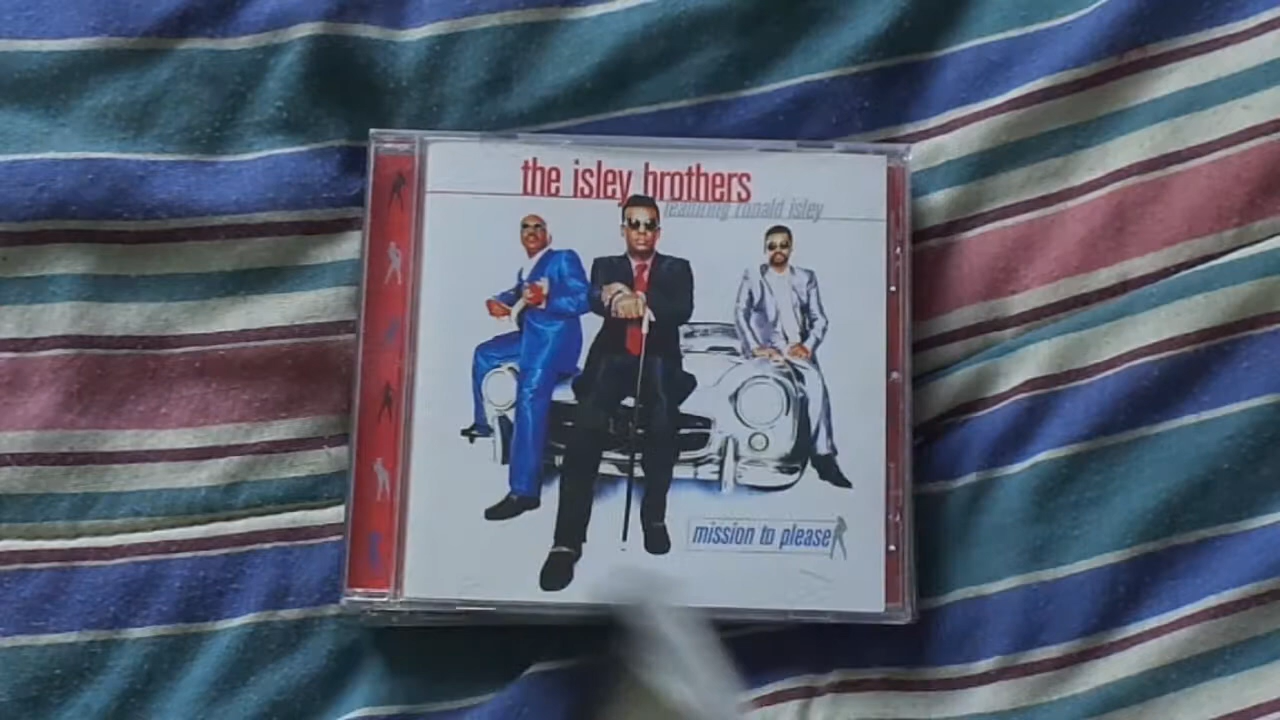 the isley brothers
featuring ronald isley
mission to please